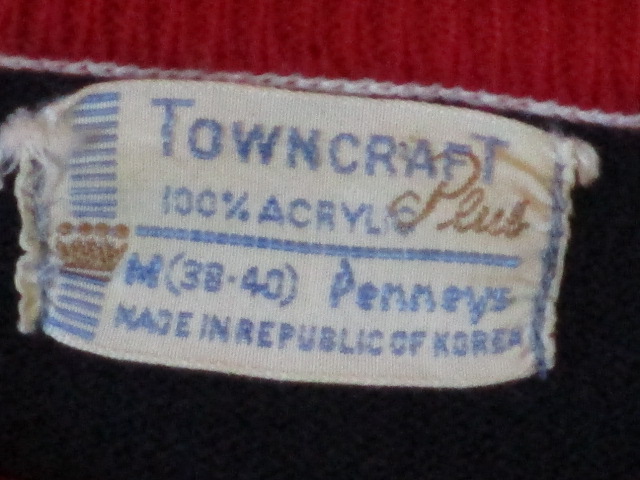 TOWNCRAFT
Plus
100% ACRYLIC
M (38-40) Penneys
MADE IN REPUBLIC OF KOREA